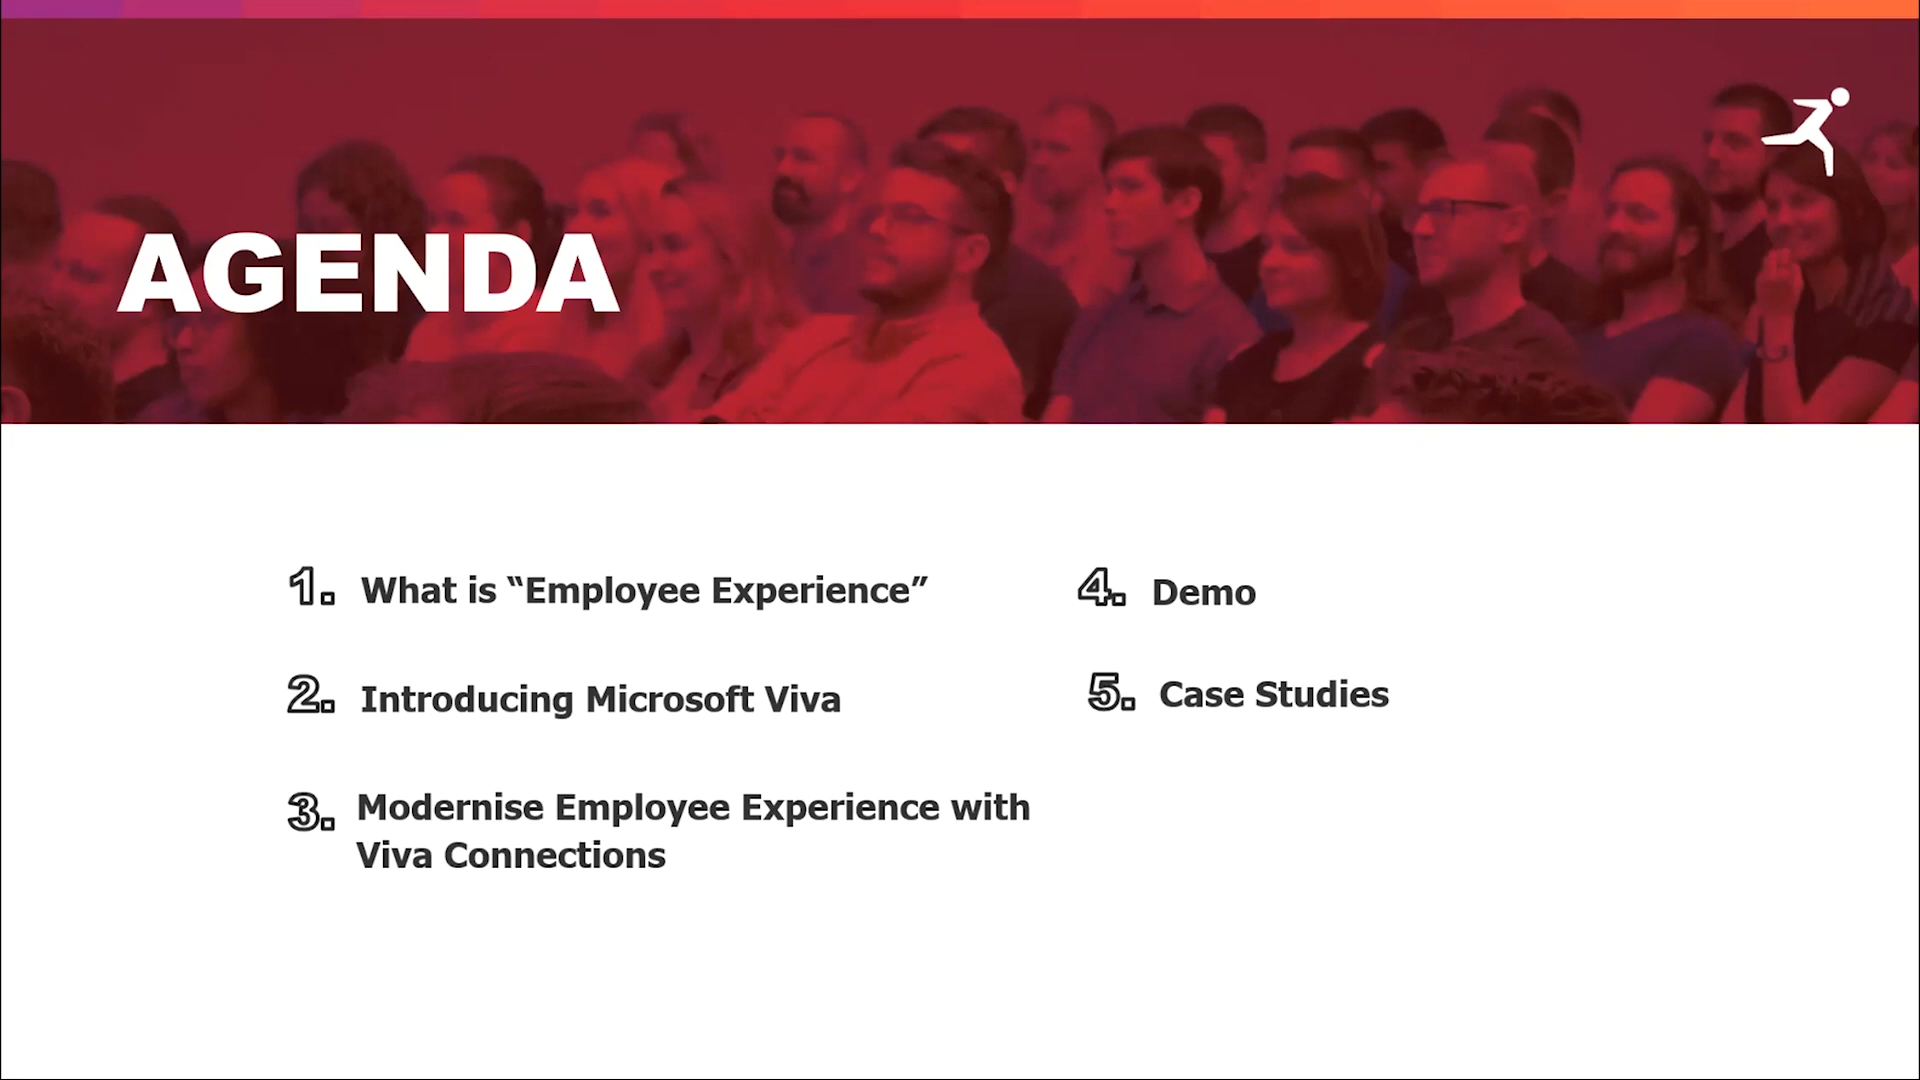 AGENDA
1. What is “Employee Experience”
2. Introducing Microsoft Viva
3. Modernise Employee Experience with
Viva Connections
4. Demo
5. Case Studies